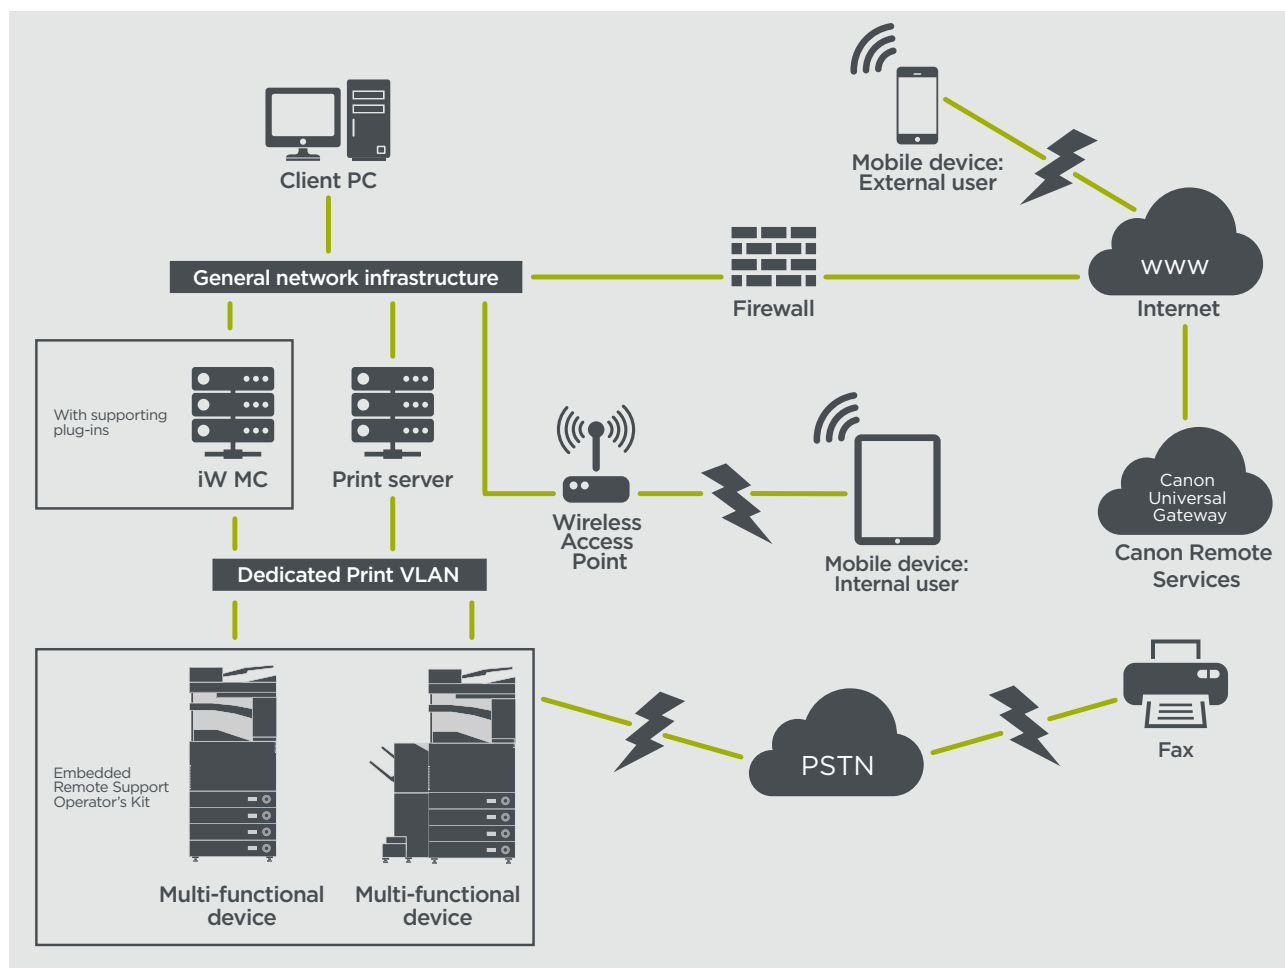 Client PC
Mobile device:
External user
General network infrastructure
Firewall
www
Internet
With supporting
plug-ins
iW MC
Print server
Wireless
Access
Point
Mobile device:
Internal user
Canon
Universal
Gateway
Canon Remote
Services
Dedicated Print VLAN
Embedded
Remote Support
Operator's Kit
Multi-functional
device
Multi-functional
device
PSTN
Fax